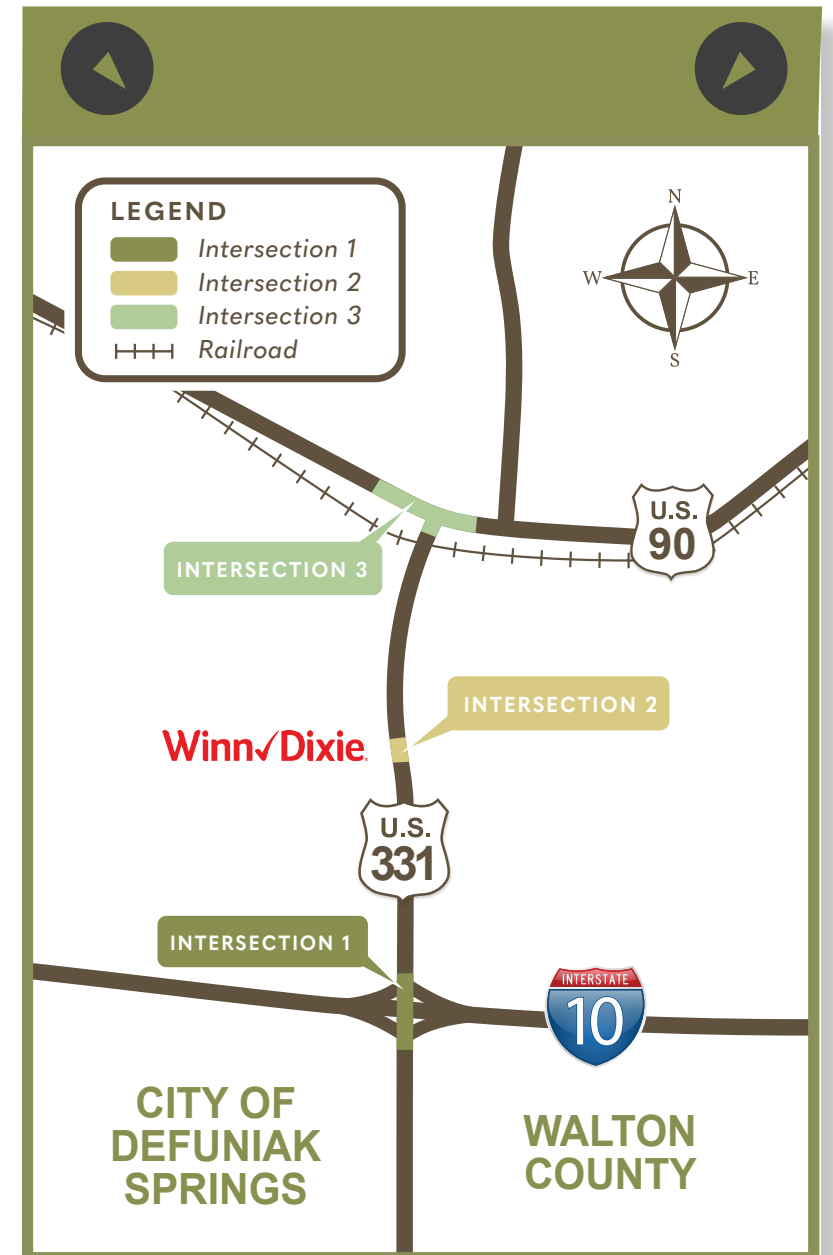 LEGEND
Intersection 1
Intersection 2
Intersection 3
Railroad
N
W
E
S
U.S.
90
INTERSECTION 3
INTERSECTION 2
Winn✓Dixie
U.S.
331
INTERSECTION 1
INTERSTATE
10
CITY OF
DEFUNIAK
SPRINGS
WALTON
COUNTY